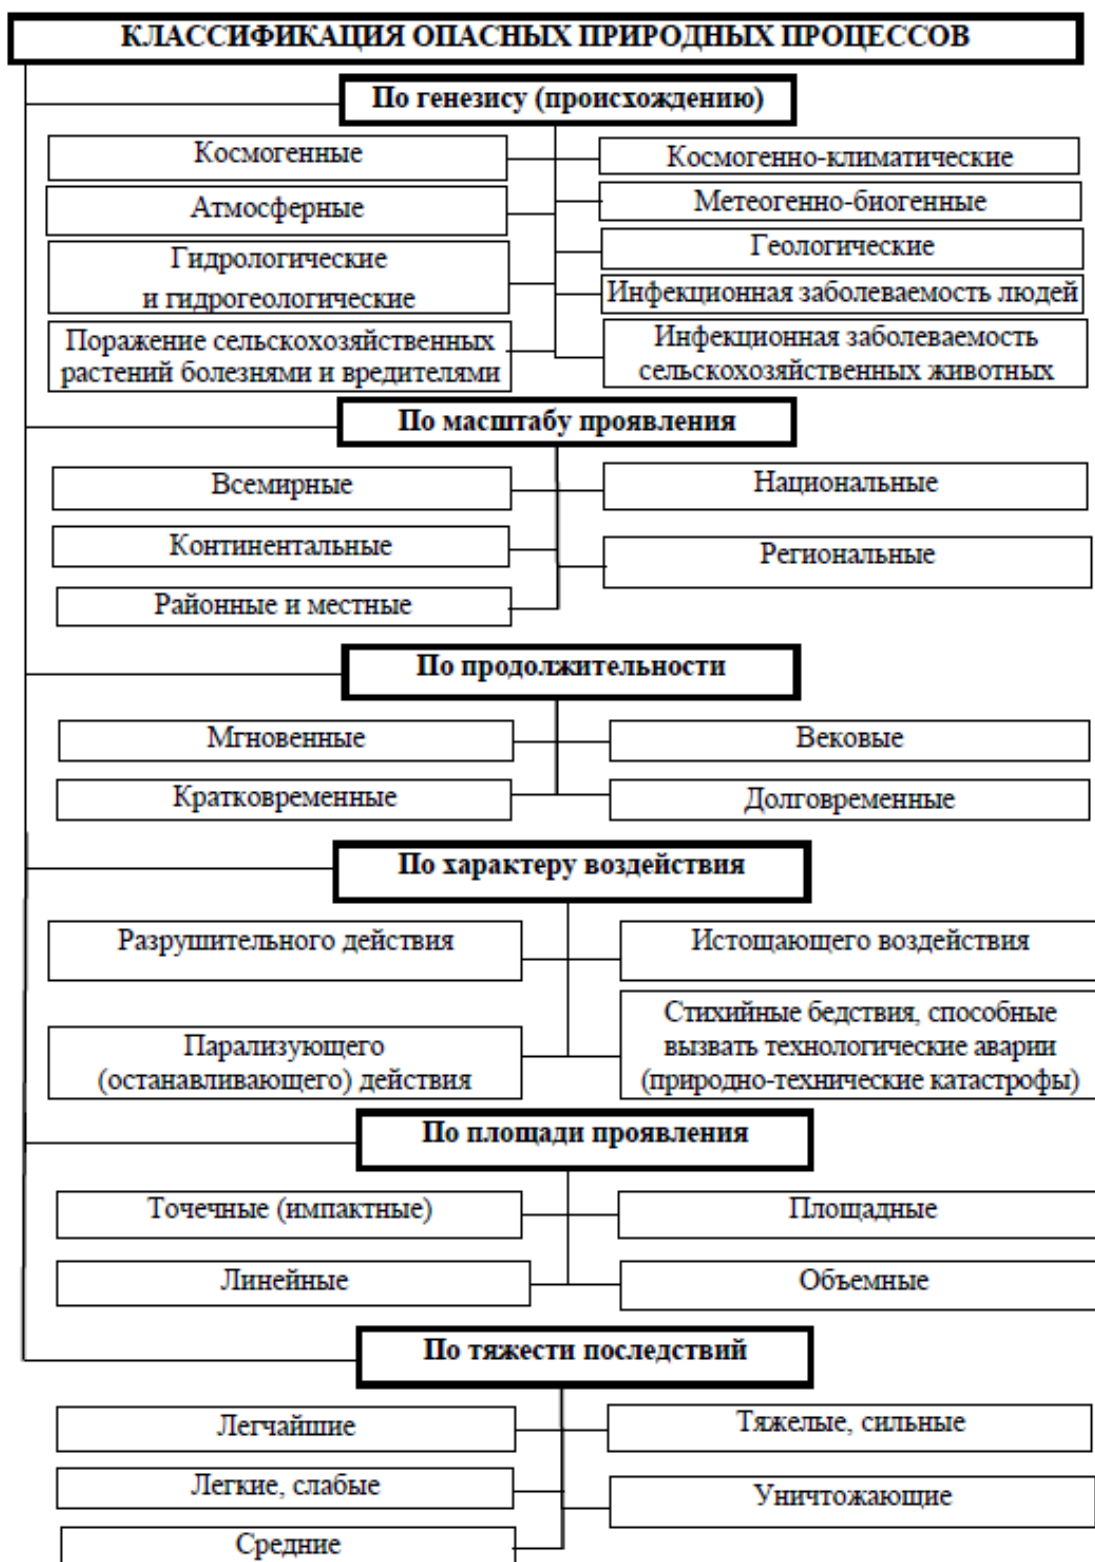 КЛАССИФИКАЦИЯ ОПАСНЫХ ПРИРОДНЫХ ПРОЦЕССОВ
По генезису (происхождению)
Космогенные
Космогенно-климатические
Атмосферные
Метеогенно-биогенные
Гидрологические
и гидрогеологические
Геологические
Инфекционная заболеваемость людей
Поражение сельскохозяйственных
растений болезнями и вредителями
Инфекционная заболеваемость
сельскохозяйственных животных
По масштабу проявления
Всемирные
Национальные
Континентальные
Региональные
Районные и местные
По продолжительности
Мгновенные
Вековые
Кратковременные
Долговременные
По характеру воздействия
Разрушительного действия
Истощающего воздействия
Парализующего
(останавливающего) действия
Стихийные бедствия, способные
вызвать технологические аварии
(природно-технические катастрофы)
По площади проявления
Точечные (импактные)
Площадные
Линейные
Объемные
По тяжести последствий
Легчайшие
Тяжелые, сильные
Легкие, слабые
Уничтожающие
Средние